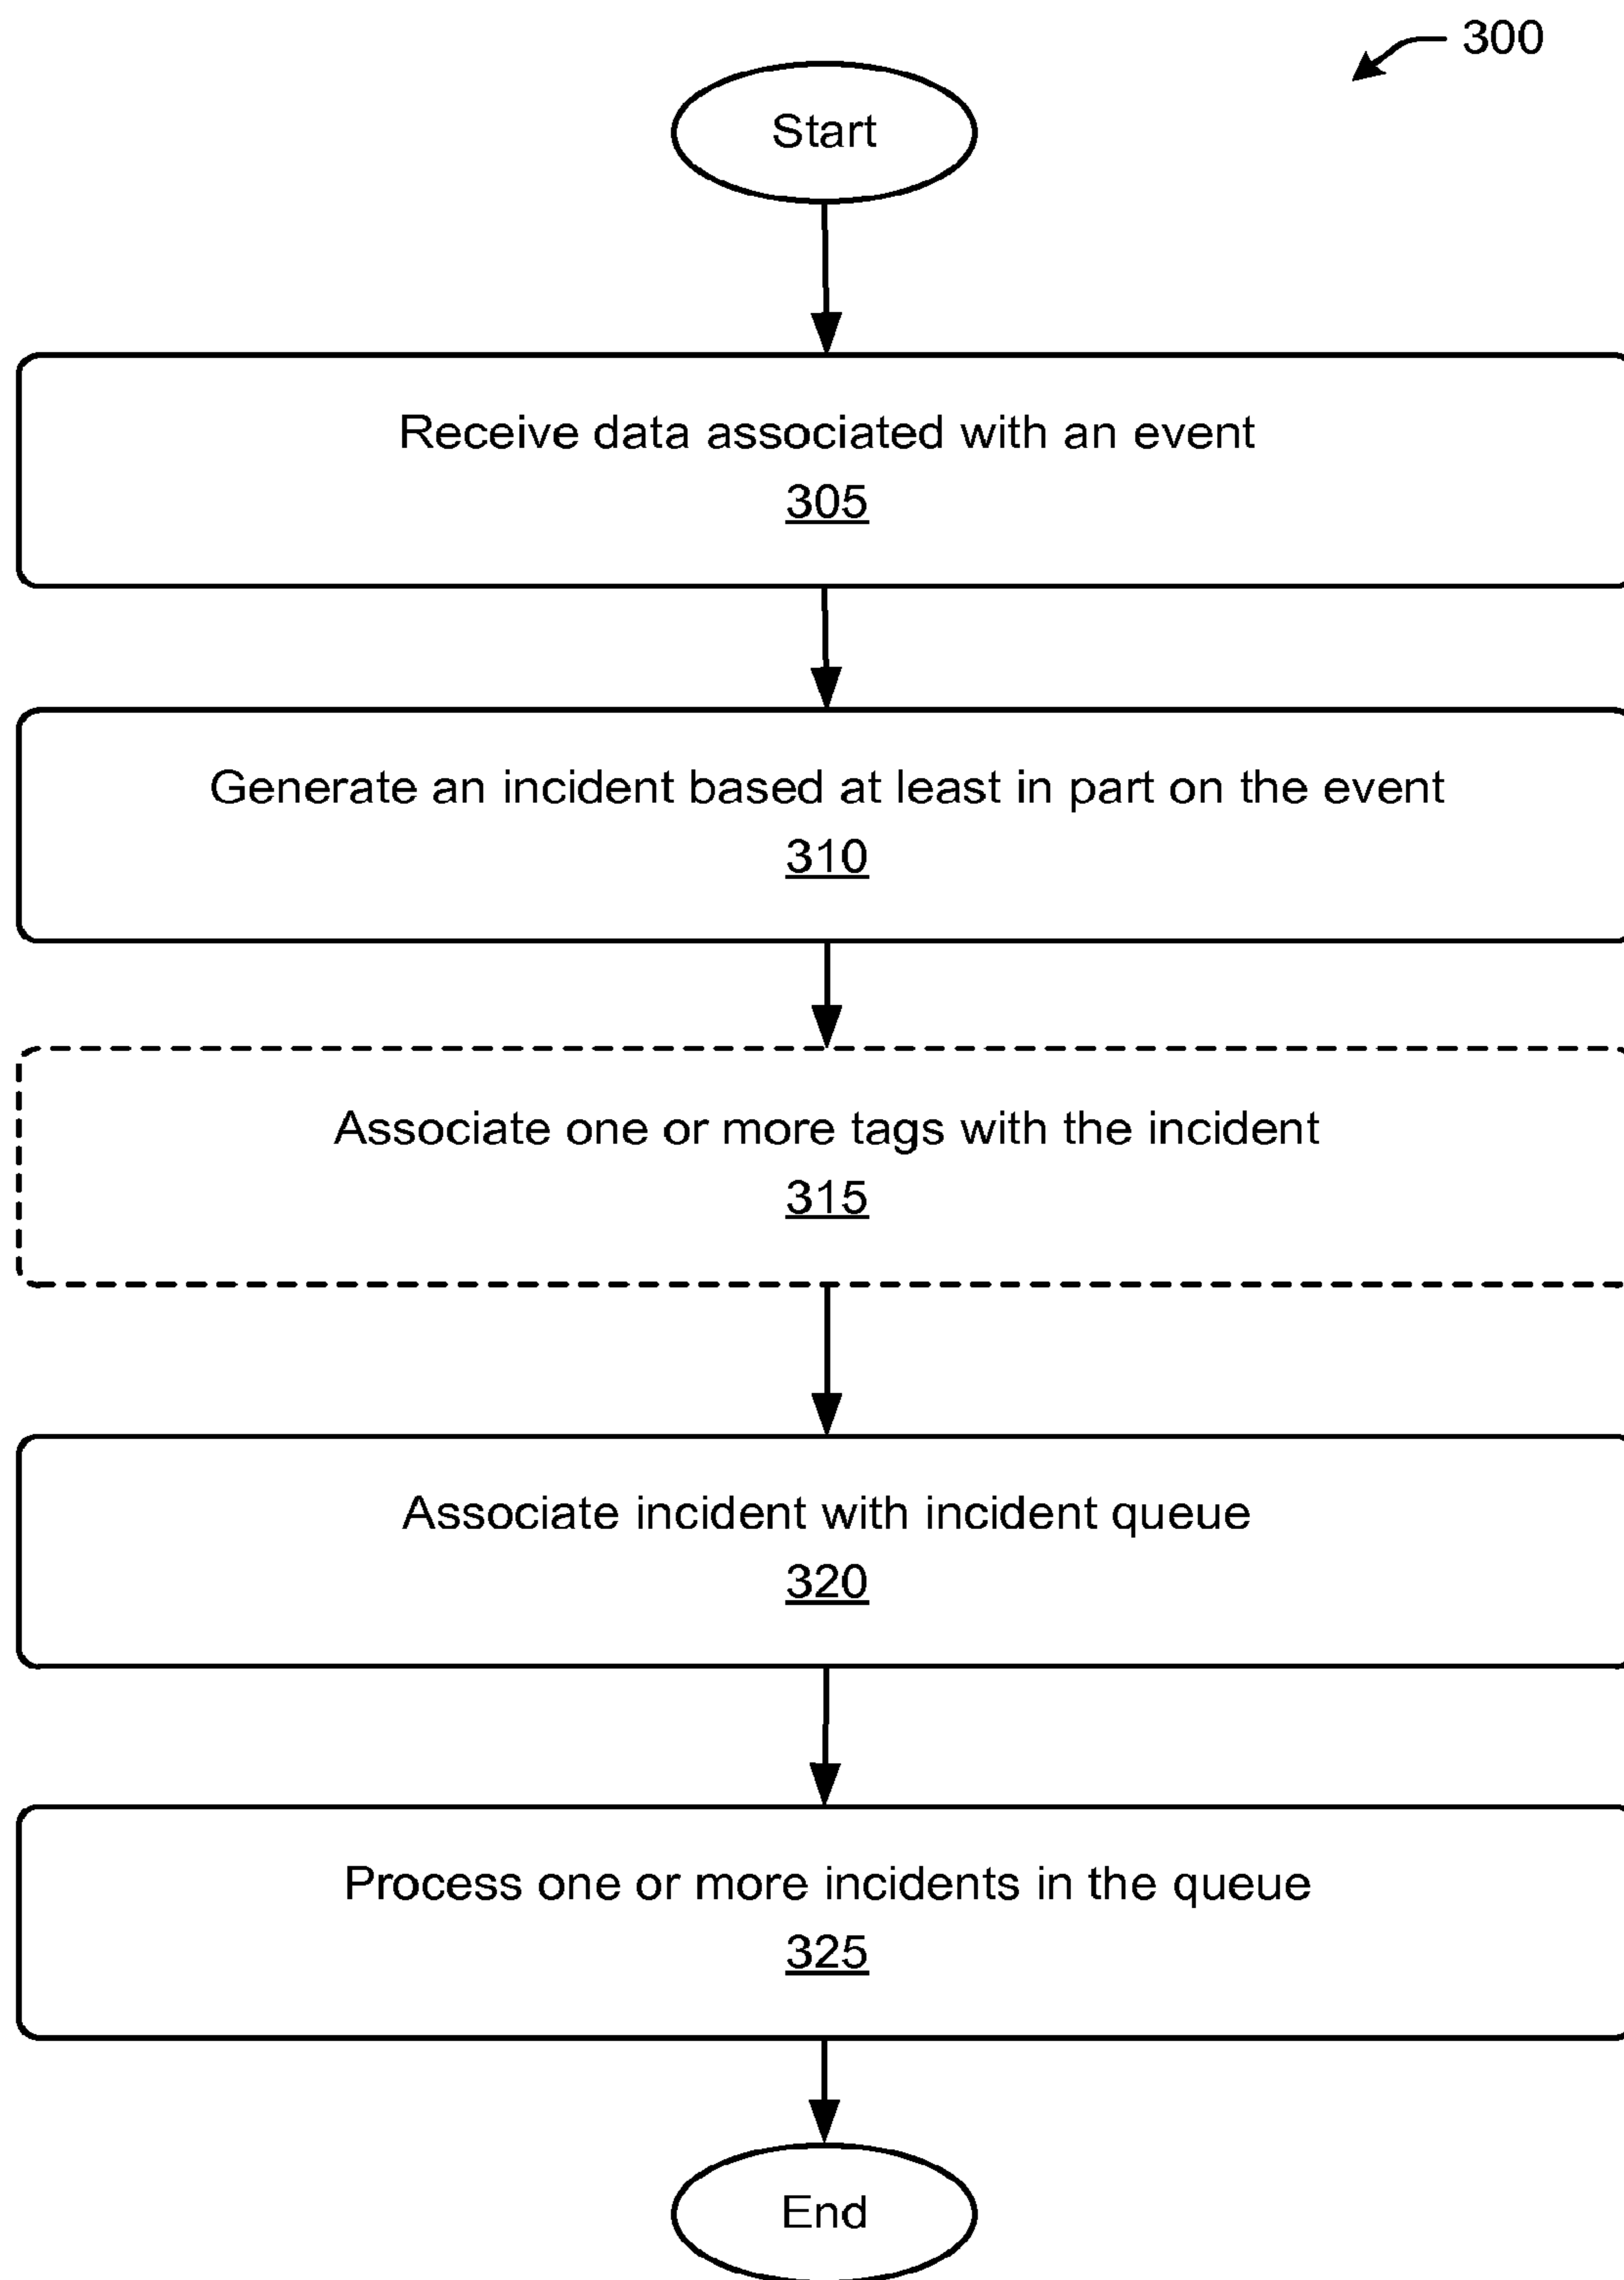 300
Start
Receive data associated with an event
305
Generate an incident based at least in part on the event
310
Associate one or more tags with the incident
315
Associate incident with incident queue
320
Process one or more incidents in the queue
325
End